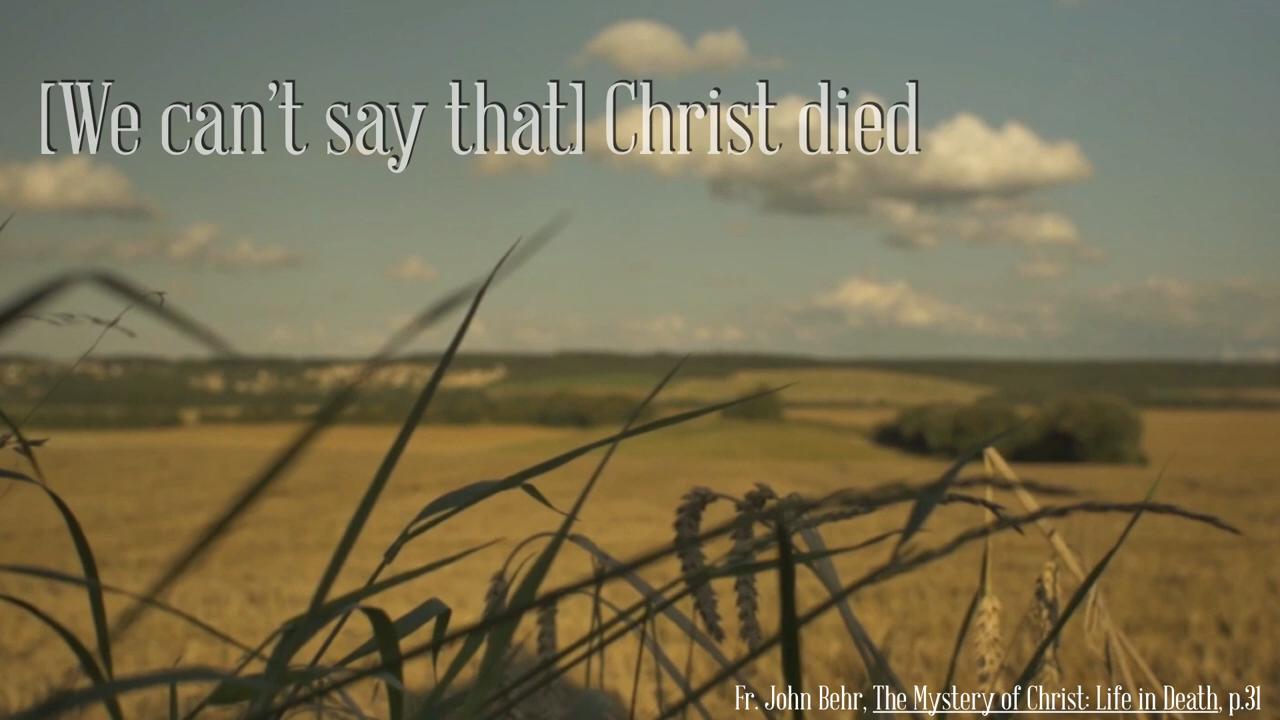 [We can’t say that] Christ died
Fr. John Behr, The Mystery of Christ: Life in Death, p.31